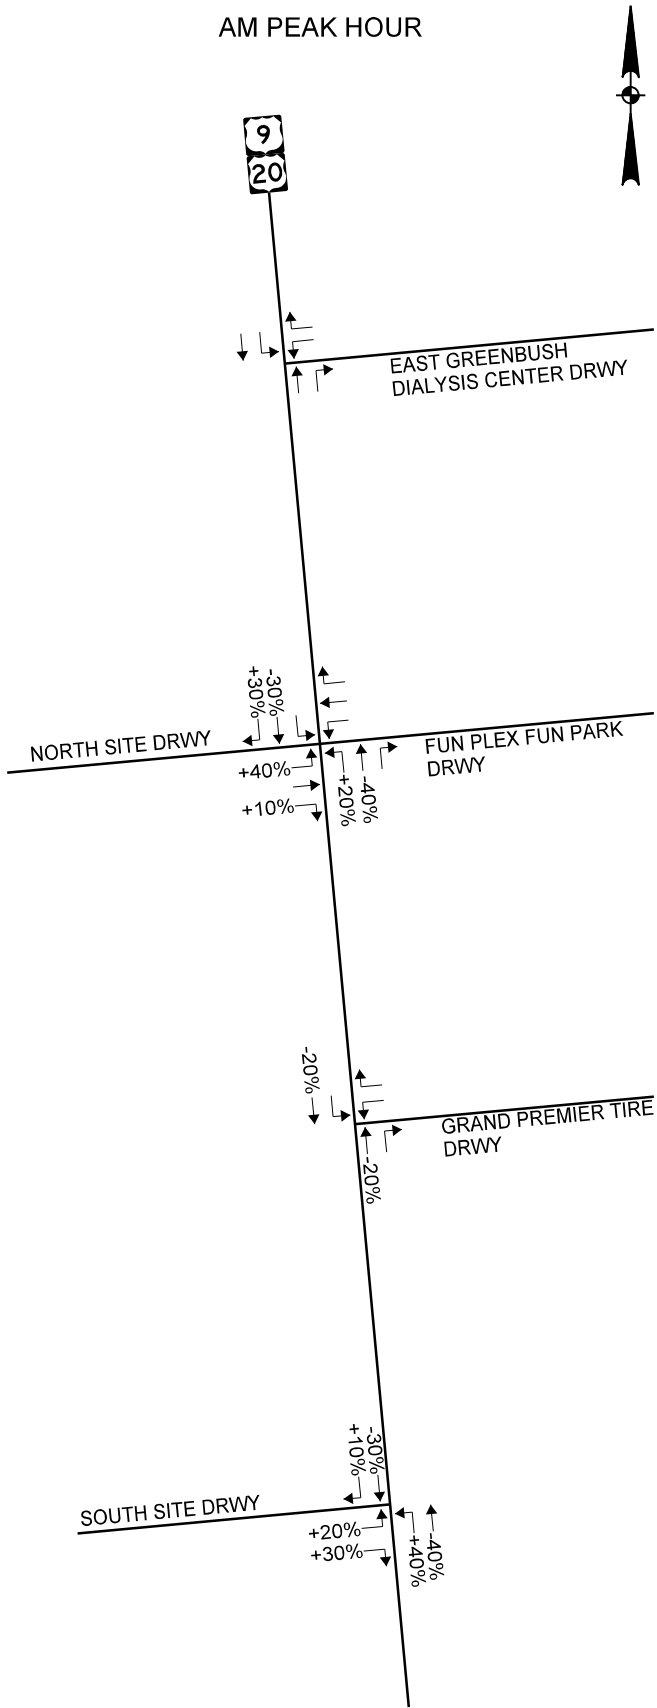 AM PEAK HOUR
9
20
EAST GREENBUSH
DIALYSIS CENTER DRWY
-30%
+30%
NORTH SITE DRWY
FUN PLEX FUN PARK
DRWY
+40%
+10%
-40%
+20%
-20%
GRAND PREMIER TIRE
DRWY
-20%
-30%
+10%
SOUTH SITE DRWY
+20%
+30%
-40%
+40%